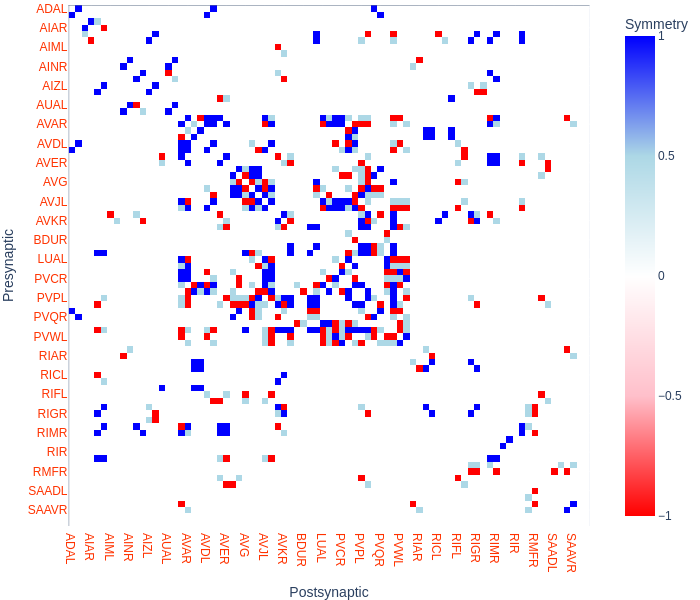 Symmetry
1
0.5
0
−0.5
−1
Presynaptic
ADAL
AIAR
AIML
AINR
AIZL
AUAL
AVAR
AVDL
AVER
AVG
AVJL
AVKR
BDUR
LUAL
PVCR
PVPL
PVQR
PVWL
RIAR
RICL
RIFL
RIGR
RIMR
RIR
RMFR
SAADL
SAAVR
ADAL
AIAR
AIML
AINR
AIZL
AUAL
AVAR
AVDL
AVER
AVG
AVJL
AVKR
BDUR
LUAL
PVCR
PVPL
PVQR
PVWL
RIAR
RICL
RIFL
RIGR
RIMR
RIR
RMFR
SAADL
SAAVR
Postsynaptic